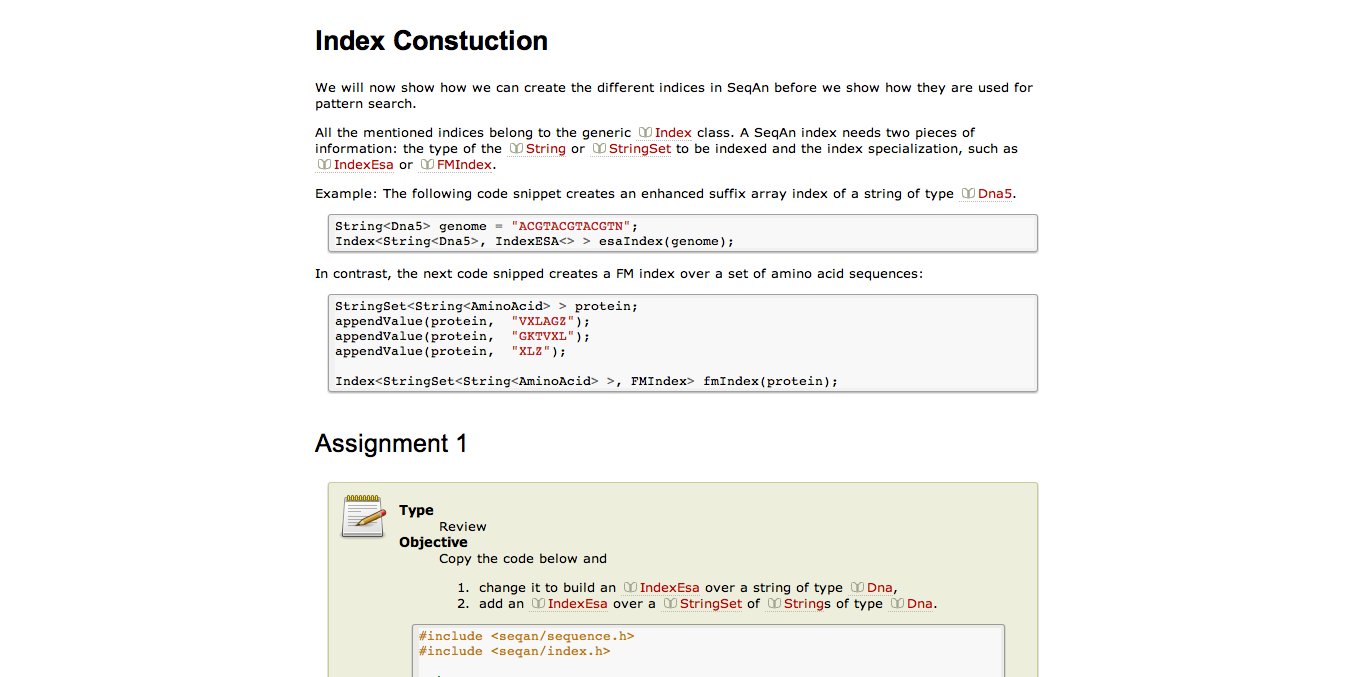 Index Constuction
We will now show how we can create the different indices in SeqAn before we show how they are used for
pattern search.
All the mentioned indices belong to the generic Index class. A SeqAn index needs two pieces of
information: the type of the String or StringSet to be indexed and the index specialization, such as
IndexEsa or FMIndex.
Example: The following code snippet creates an enhanced suffix array index of a string of type Dna5.
String<Dna5> genome = "ACGTACGTACGTN";
Index<String<Dna5>, IndexESA<> > esaIndex(genome);
In contrast, the next code snipped creates a FM index over a set of amino acid sequences:
StringSet<String<AminoAcid> > protein;
appendValue(protein,  "VXLAGZ");
appendValue(protein,  "GKTVXL");
appendValue(protein,  "XLZ");
Index<StringSet<String<AminoAcid> >, FMIndex> fmIndex(protein);
Assignment 1
Type
Review
Objective
Copy the code below and
1. change it to build an IndexEsa over a string of type Dna,
2. add an IndexEsa over a StringSet of Strings of type Dna.
#include <seqan/sequence.h>
#include <seqan/index.h>